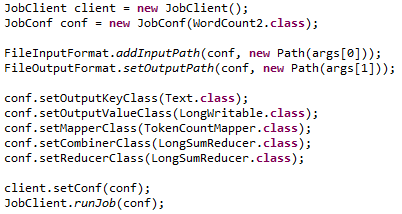 JobClient client = new JobClient();
JobConf conf = new JobConf(WordCount2.class);
FileInputFormat.addInputPath(conf, new Path(args[0]));
FileOutputFormat.setOutputPath(conf, new Path(args[1]));
conf.setOutputKeyClass(Text.class);
conf.setOutputValueClass(LongWritable.class);
conf.setMapperClass(TokenCountMapper.class);
conf.setCombinerClass(LongSumReducer.class);
conf.setReducerClass(LongSumReducer.class);
client.setConf(conf);
JobClient.runJob(conf);